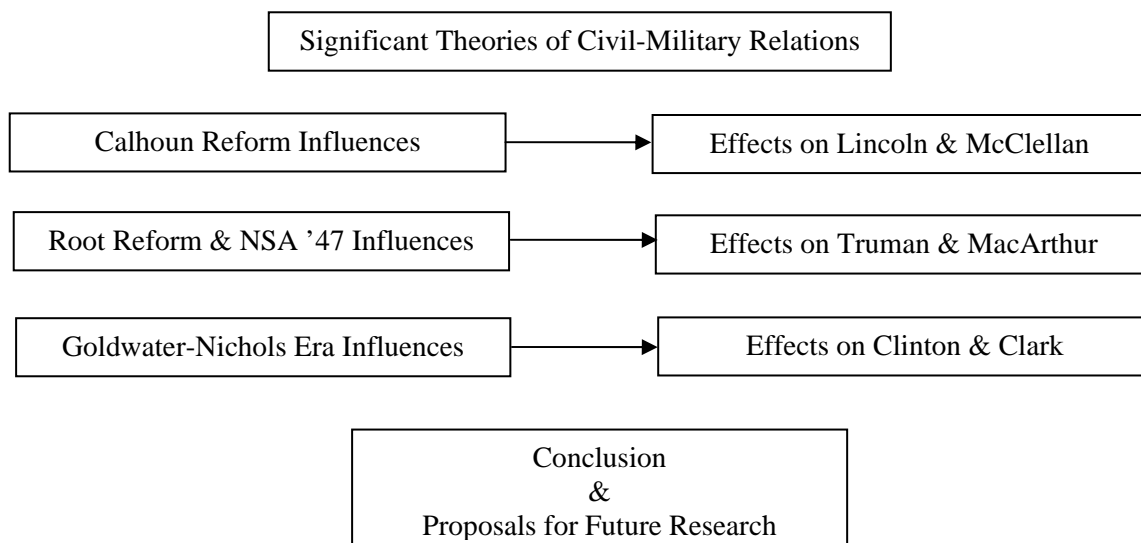 Significant Theories of Civil-Military Relations
Calhoun Reform Influences
Effects on Lincoln & McClellan
Root Reform & NSA ’47 Influences
Effects on Truman & MacArthur
Goldwater-Nichols Era Influences
Effects on Clinton & Clark
Conclusion
&
Proposals for Future Research